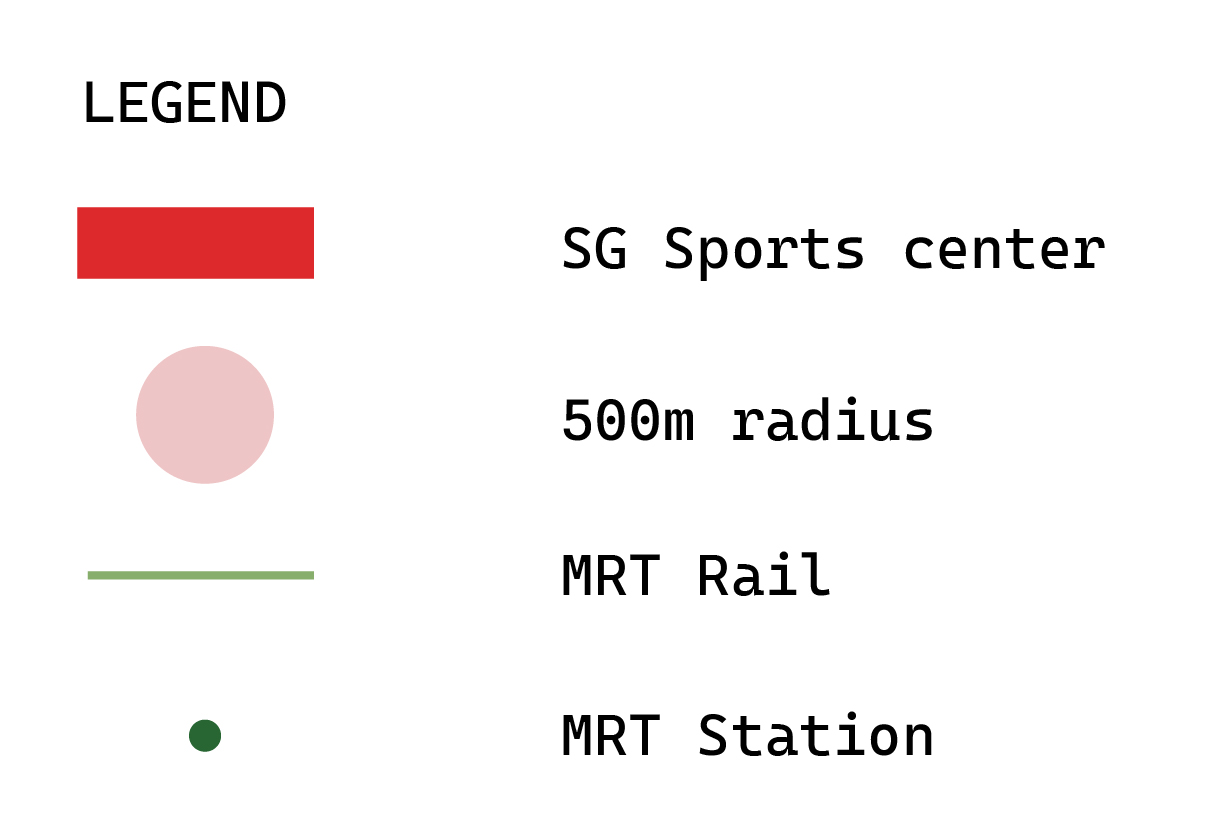 LEGEND
SG Sports center
500m radius
MRT Rail
MRT Station